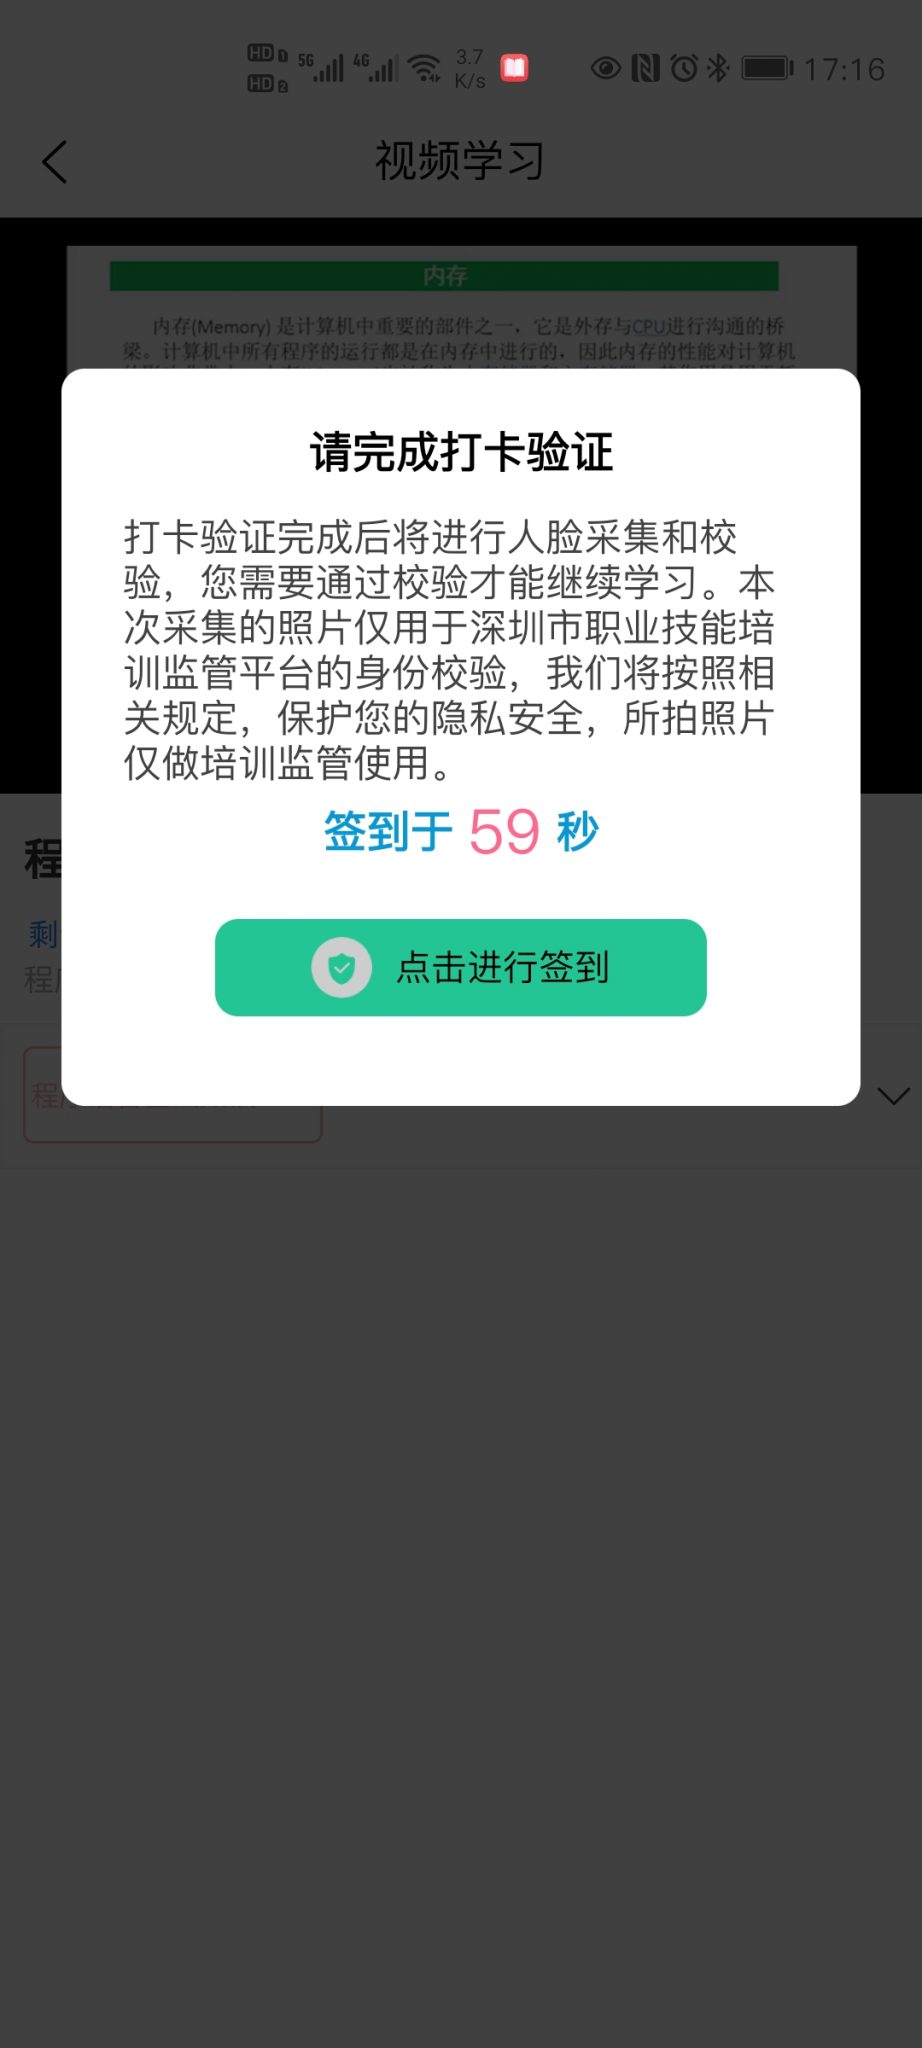 HD 1 5G 4G 3.7 17:16
HD 2 K/s
视频学习
内存
内存(Memory) 是计算机中重要的部件之一，它是外存与CPU进行沟通的桥
梁。计算机中所有程序的运行都是在内存中进行的，因此内存的性能对计算机
请完成打卡验证
打卡验证完成后将进行人脸采集和校
验，您需要通过校验才能继续学习。本
次采集的照片仅用于深圳市职业技能培
训监管平台的身份校验，我们将按照相
关规定，保护您的隐私安全，所拍照片
仅做培训监管使用。
签到于 59 秒
点击进行签到
程
剩
程
程